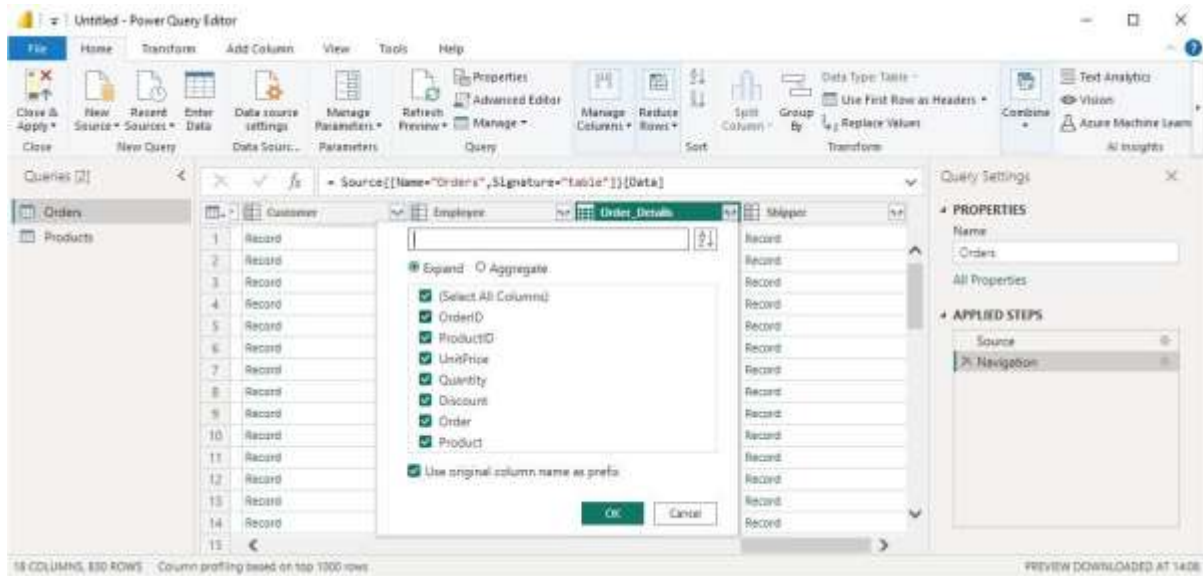 Untitled - Power Query Editor
File Home Transform Add Column View Tools Help
Close & Apply
New Source
Recent Sources
Enter Data
Data source settings
Manage Parameters
Refresh Preview
Properties
Advanced Editor
Manage
Manage Columns
Reduce Rows
Split Column
Group By
Data Type: Table
Use First Row as Headers
Replace Values
Combine
Text Analytics
Vision
Azure Machine Learn
Close New Query Data Sourc... Parameters Query Sort Transform AI Insights
Queries [2]
Orders
Products
fx = Source{[Name="Orders",Signature="table"]}[Data]
Customer Employee Order_Details Shipper
1 Record Record
2 Record Record
3 Record Record
4 Record Record
5 Record Record
6 Record Record
7 Record Record
8 Record Record
9 Record Record
10 Record Record
11 Record Record
12 Record Record
13 Record Record
14 Record Record
15
Expand Aggregate
(Select All Columns)
OrderID
ProductID
UnitPrice
Quantity
Discount
Order
Product
Use original column name as prefix
OK Cancel
Query Settings
PROPERTIES
Name
Orders
All Properties
APPLIED STEPS
Source
Navigation
18 COLUMNS, 830 ROWS Column profiling based on top 1000 rows
PREVIEW DOWNLOADED AT 14:08